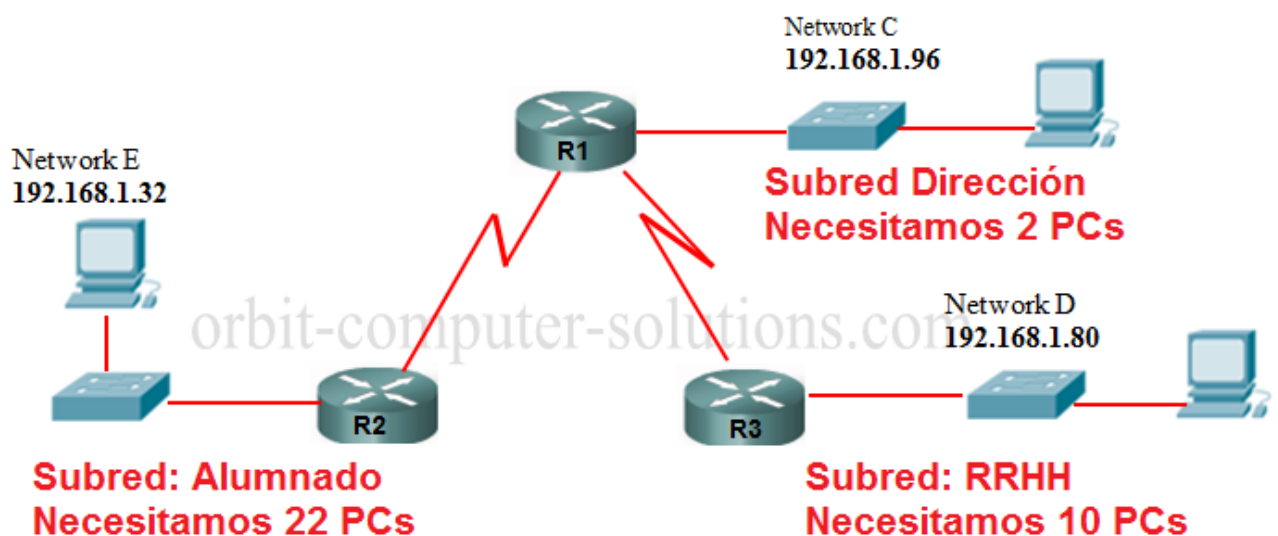 Network C
192.168.1.96
R1
Subred Dirección
Necesitamos 2 PCs
Network E
192.168.1.32
orbit-computer-solutions.com
Network D
192.168.1.80
R2
R3
Subred: Alumnado
Necesitamos 22 PCs
Subred: RRHH
Necesitamos 10 PCs